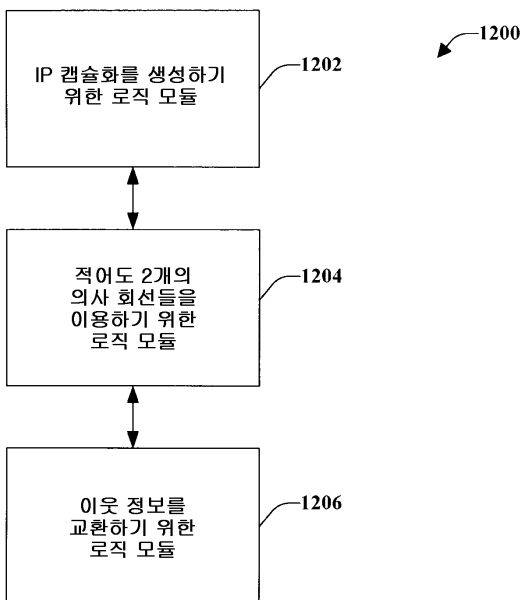 1200
IP 캡슐화를 생성하기
위한 로직 모듈
1202
적어도 2개의
의사 회선들을
이용하기 위한
로직 모듈
1204
이웃 정보를
교환하기 위한
로직 모듈
1206